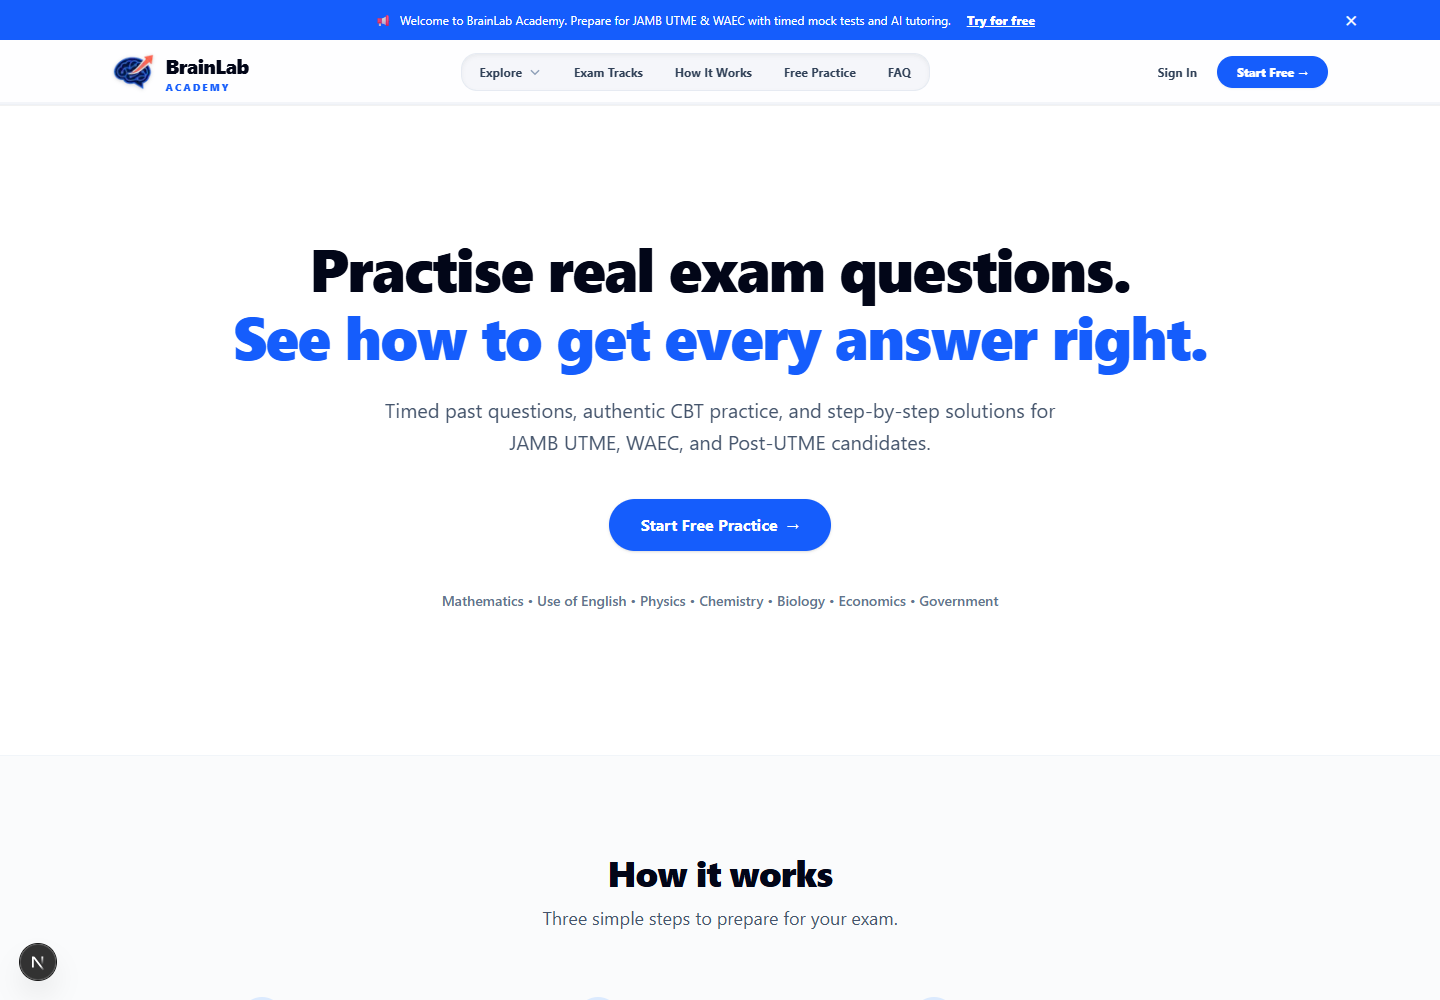 Welcome to BrainLab Academy. Prepare for JAMB UTME & WAEC with timed mock tests and AI tutoring. Try for free
BrainLab
ACADEMY
Explore
Exam Tracks
How It Works
Free Practice
FAQ
Sign In
Start Free →
Practise real exam questions.
See how to get every answer right.
Timed past questions, authentic CBT practice, and step-by-step solutions for
JAMB UTME, WAEC, and Post-UTME candidates.
Start Free Practice →
Mathematics • Use of English • Physics • Chemistry • Biology • Economics • Government
How it works
Three simple steps to prepare for your exam.
N